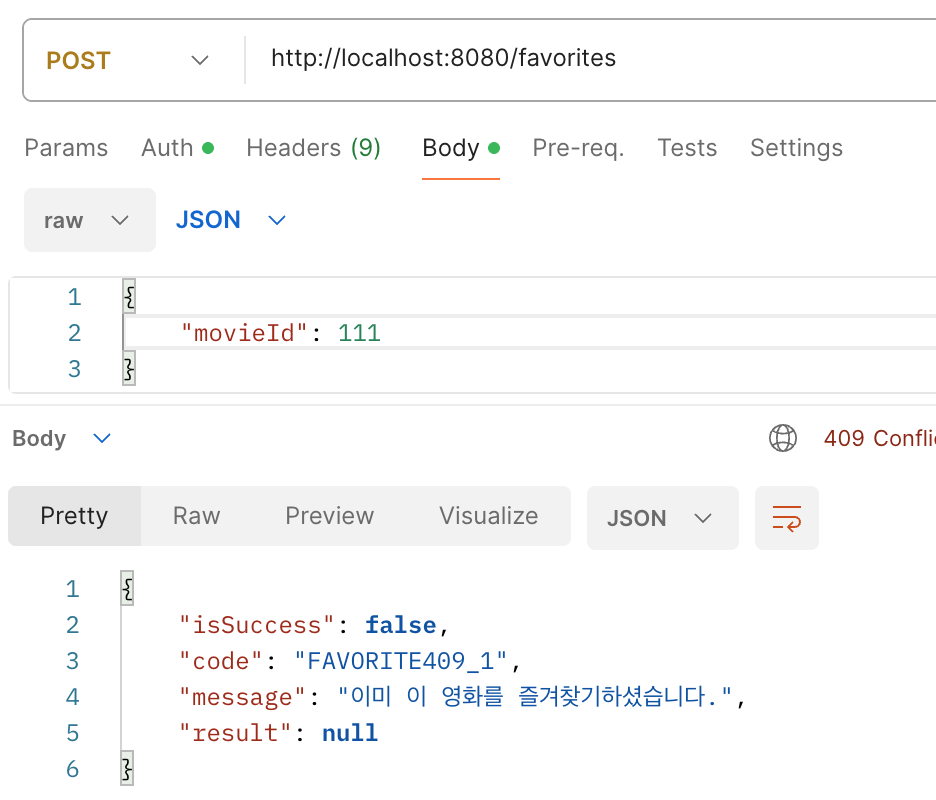 POST http://localhost:8080/favorites
Params Auth Headers (9) Body Pre-req. Tests Settings
raw JSON
1 {
2 "movieId": 111
3 }
Body 409 Confli
Pretty Raw Preview Visualize JSON
1 {
2 "isSuccess": false,
3 "code": "FAVORITE409_1",
4 "message": "이미 이 영화를 즐겨찾기하셨습니다.",
5 "result": null
6 }